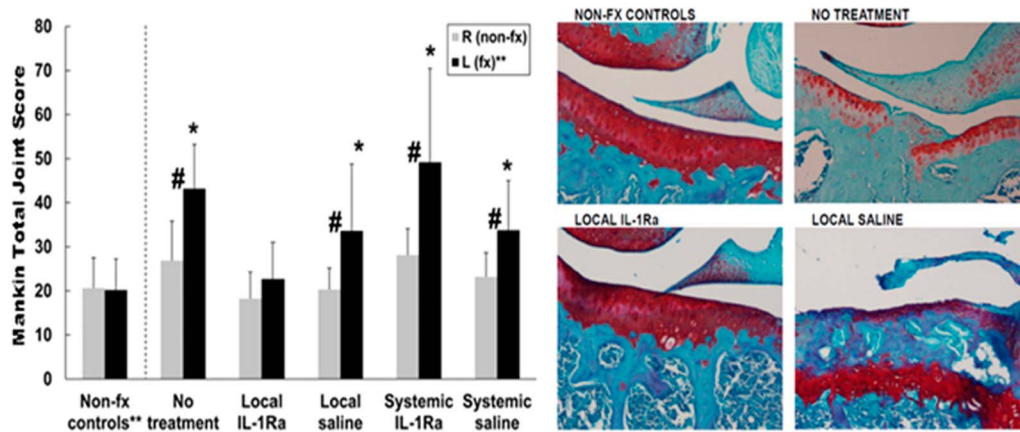 Mankin Total Joint Score
80
70
60
50
40
30
20
10
0
R (non-fx)
L (fx)**
#
*
#
*
#
*
#
*
Non-fx
controls**
No
treatment
Local
IL-1Ra
Local
saline
Systemic
IL-1Ra
Systemic
saline
NON-FX CONTROLS
NO TREATMENT
LOCAL IL-1Ra
LOCAL SALINE